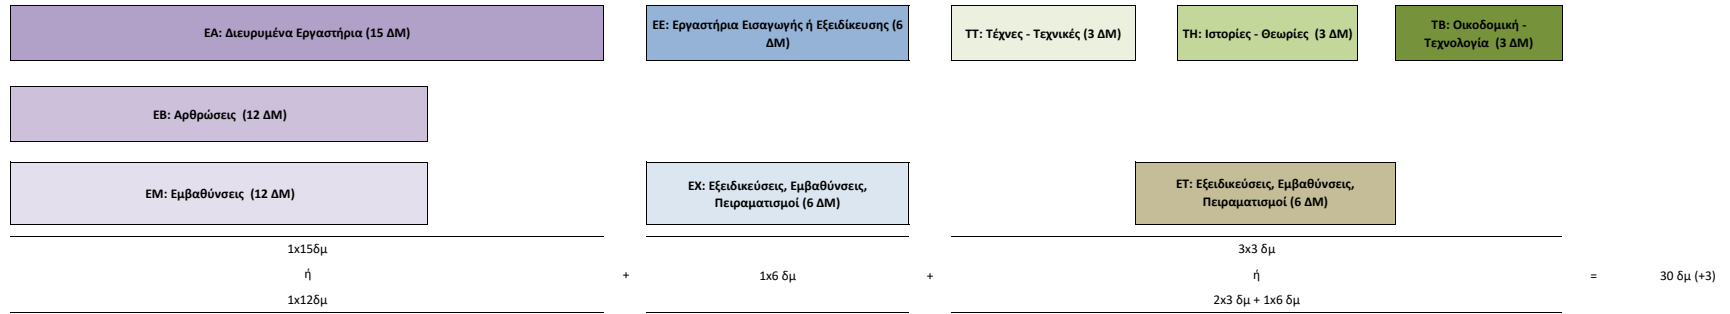 ΕΑ: Διευρυμένα Εργαστήρια (15 ΔΜ)
ΕΕ: Εργαστήρια Εισαγωγής ή Εξειδίκευσης (6
ΔΜ)
ΤΤ: Τέχνες - Τεχνικές (3 ΔΜ)
ΤΗ: Ιστορίες - Θεωρίες (3 ΔΜ)
ΤΒ: Οικοδομική -
Τεχνολογία (3 ΔΜ)
ΕΒ: Αρθρώσεις (12 ΔΜ)
ΕΜ: Εμβαθύνσεις (12 ΔΜ)
ΕΧ: Εξειδικεύσεις, Εμβαθύνσεις,
Πειραματισμοί (6 ΔΜ)
ΕΤ: Εξειδικεύσεις, Εμβαθύνσεις,
Πειραματισμοί (6 ΔΜ)
1x15δμ
ή
1x12δμ
+
1x6 δμ
+
3x3 δμ
ή
2x3 δμ + 1x6 δμ
=
30 δμ (+3)